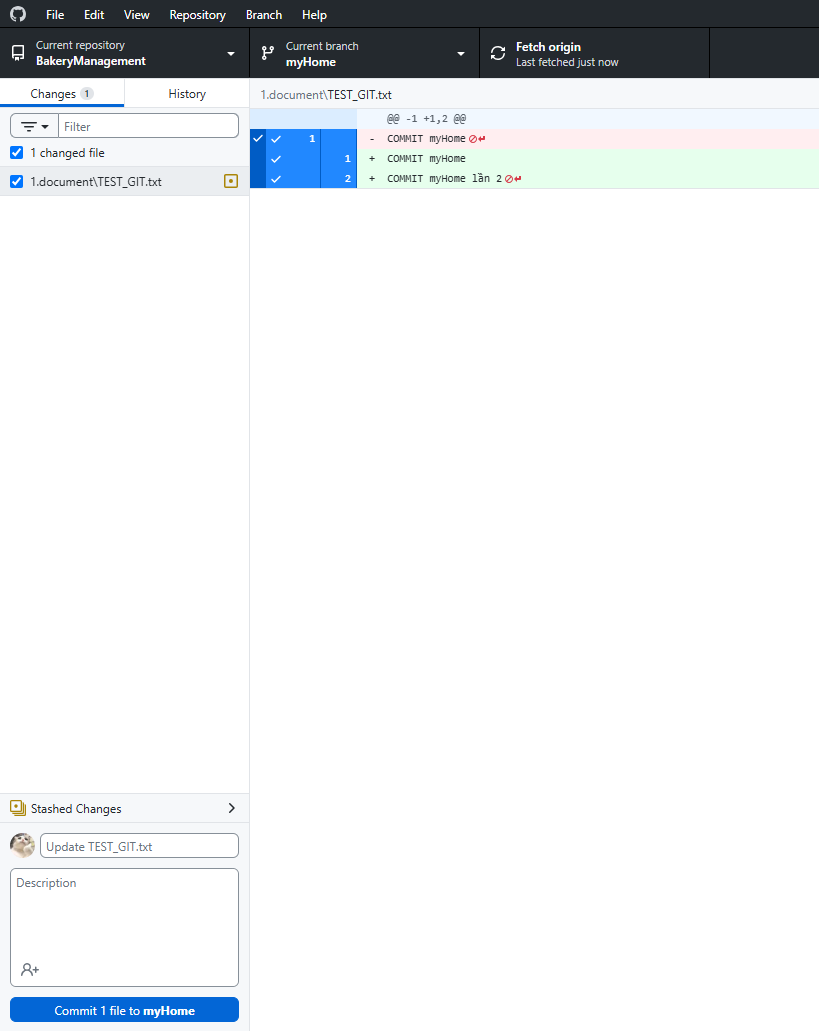 File Edit View Repository Branch Help
Current repository
BakeryManagement
Current branch
myHome
Fetch origin
Last fetched just now
Changes 1
History
Filter
1 changed file
1.document\TEST_GIT.txt
1.document\TEST_GIT.txt
@@ -1 +1,2 @@
1 - COMMIT myHome
1 + COMMIT myHome
2 + COMMIT myHome lần 2
Stashed Changes
Update TEST_GIT.txt
Description
Commit 1 file to myHome